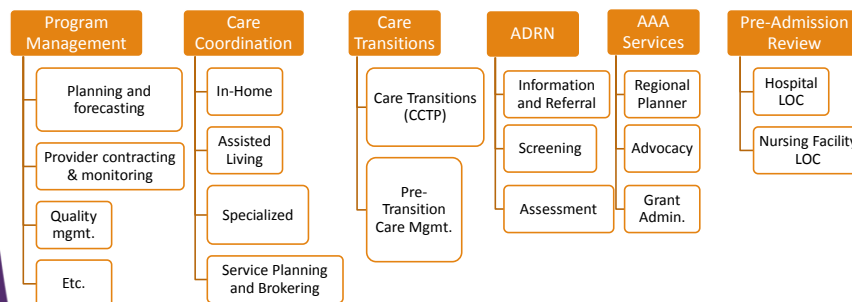 Program
Management
Planning and
forecasting
Provider contracting
& monitoring
Quality
mgmt.
Etc.
Care
Coordination
In-Home
Assisted
Living
Specialized
Service Planning
and Brokering
Care
Transitions
Care Transitions
(CCTP)
Pre-
Transition
Care Mgmt.
ADRN
Information
and Referral
Screening
Assessment
AAA
Services
Regional
Planner
Advocacy
Grant
Admin.
Pre-Admission
Review
Hospital
LOC
Nursing Facility
LOC